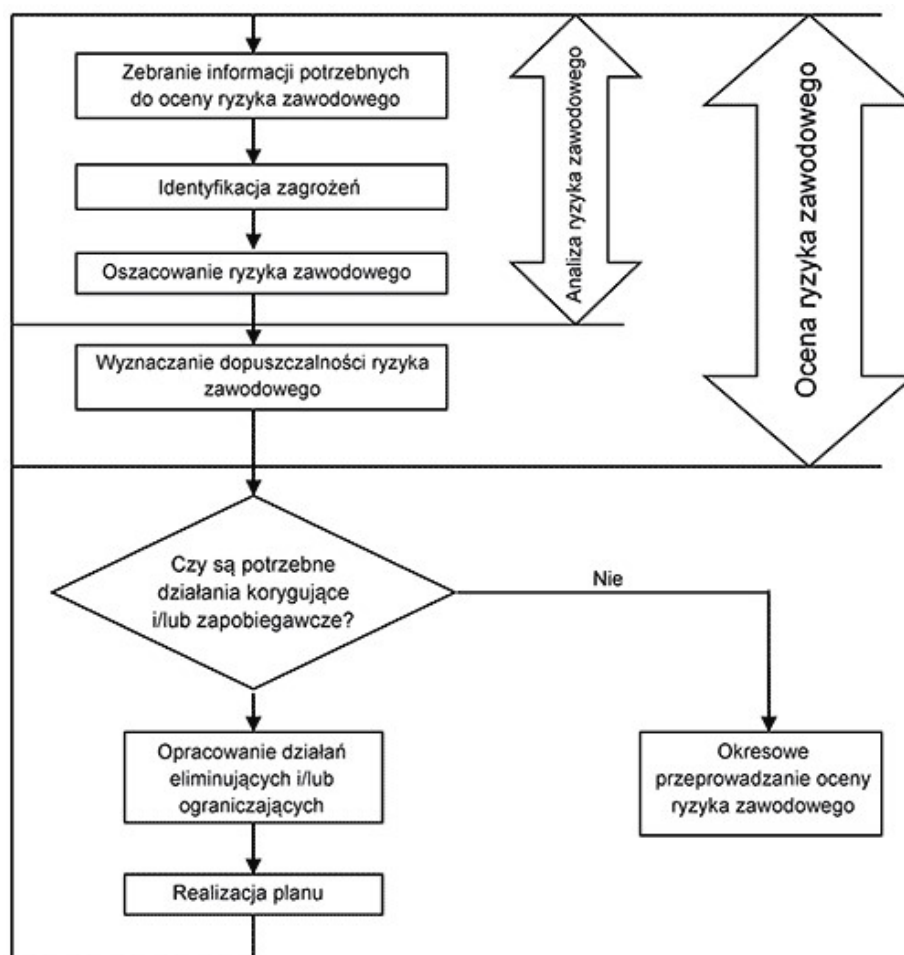 Zebranie informacji potrzebnych
do oceny ryzyka zawodowego
Identyfikacja zagrożeń
Oszacowanie ryzyka zawodowego
Analiza ryzyka zawodowego
Ocena ryzyka zawodowego
Wyznaczanie dopuszczalności ryzyka
zawodowego
Czy są potrzebne
działania korygujące
i/lub zapobiegawcze?
Nie
Opracowanie działań
eliminujących i/lub
ograniczających
Okresowe
przeprowadzanie oceny
ryzyka zawodowego
Realizacja planu